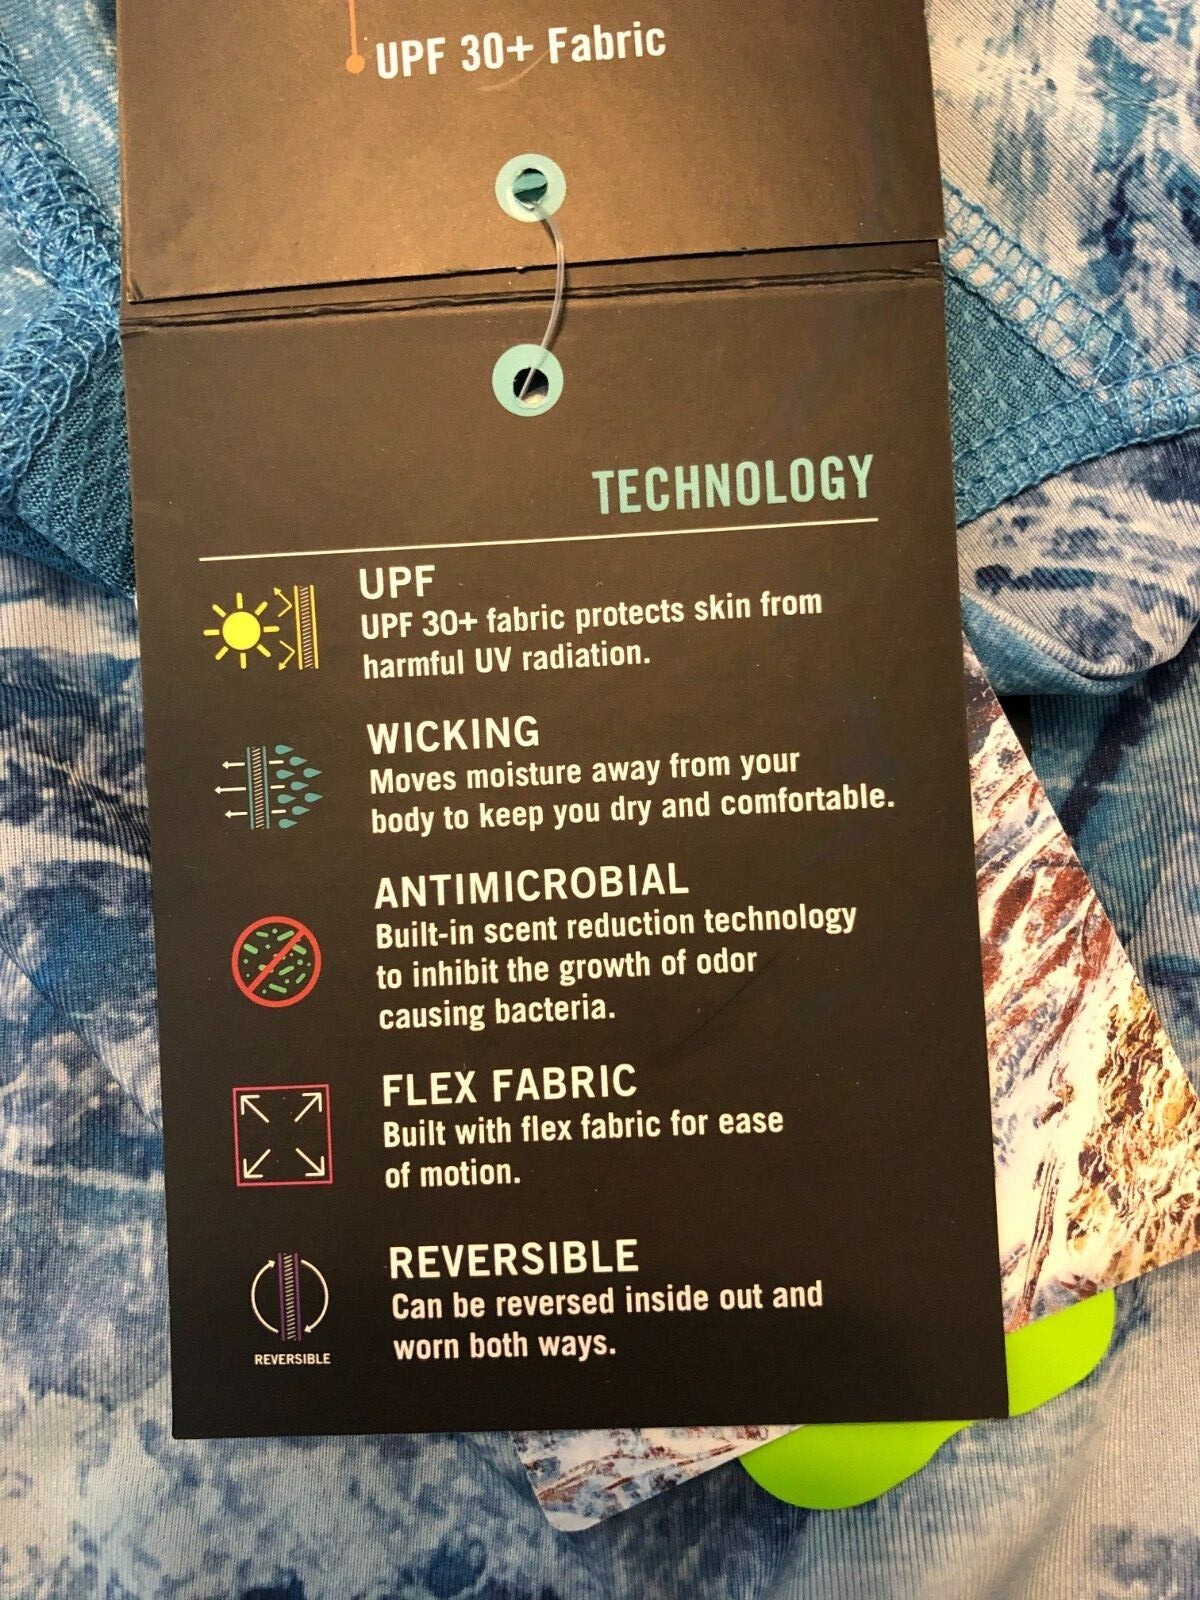 UPF 30+ Fabric
TECHNOLOGY
UPF
UPF 30+ fabric protects skin from
harmful UV radiation.
WICKING
Moves moisture away from your
body to keep you dry and comfortable.
ANTIMICROBIAL
Built-in scent reduction technology
to inhibit the growth of odor
causing bacteria.
FLEX FABRIC
Built with flex fabric for ease
of motion.
REVERSIBLE
Can be reversed inside out and
worn both ways.
REVERSIBLE